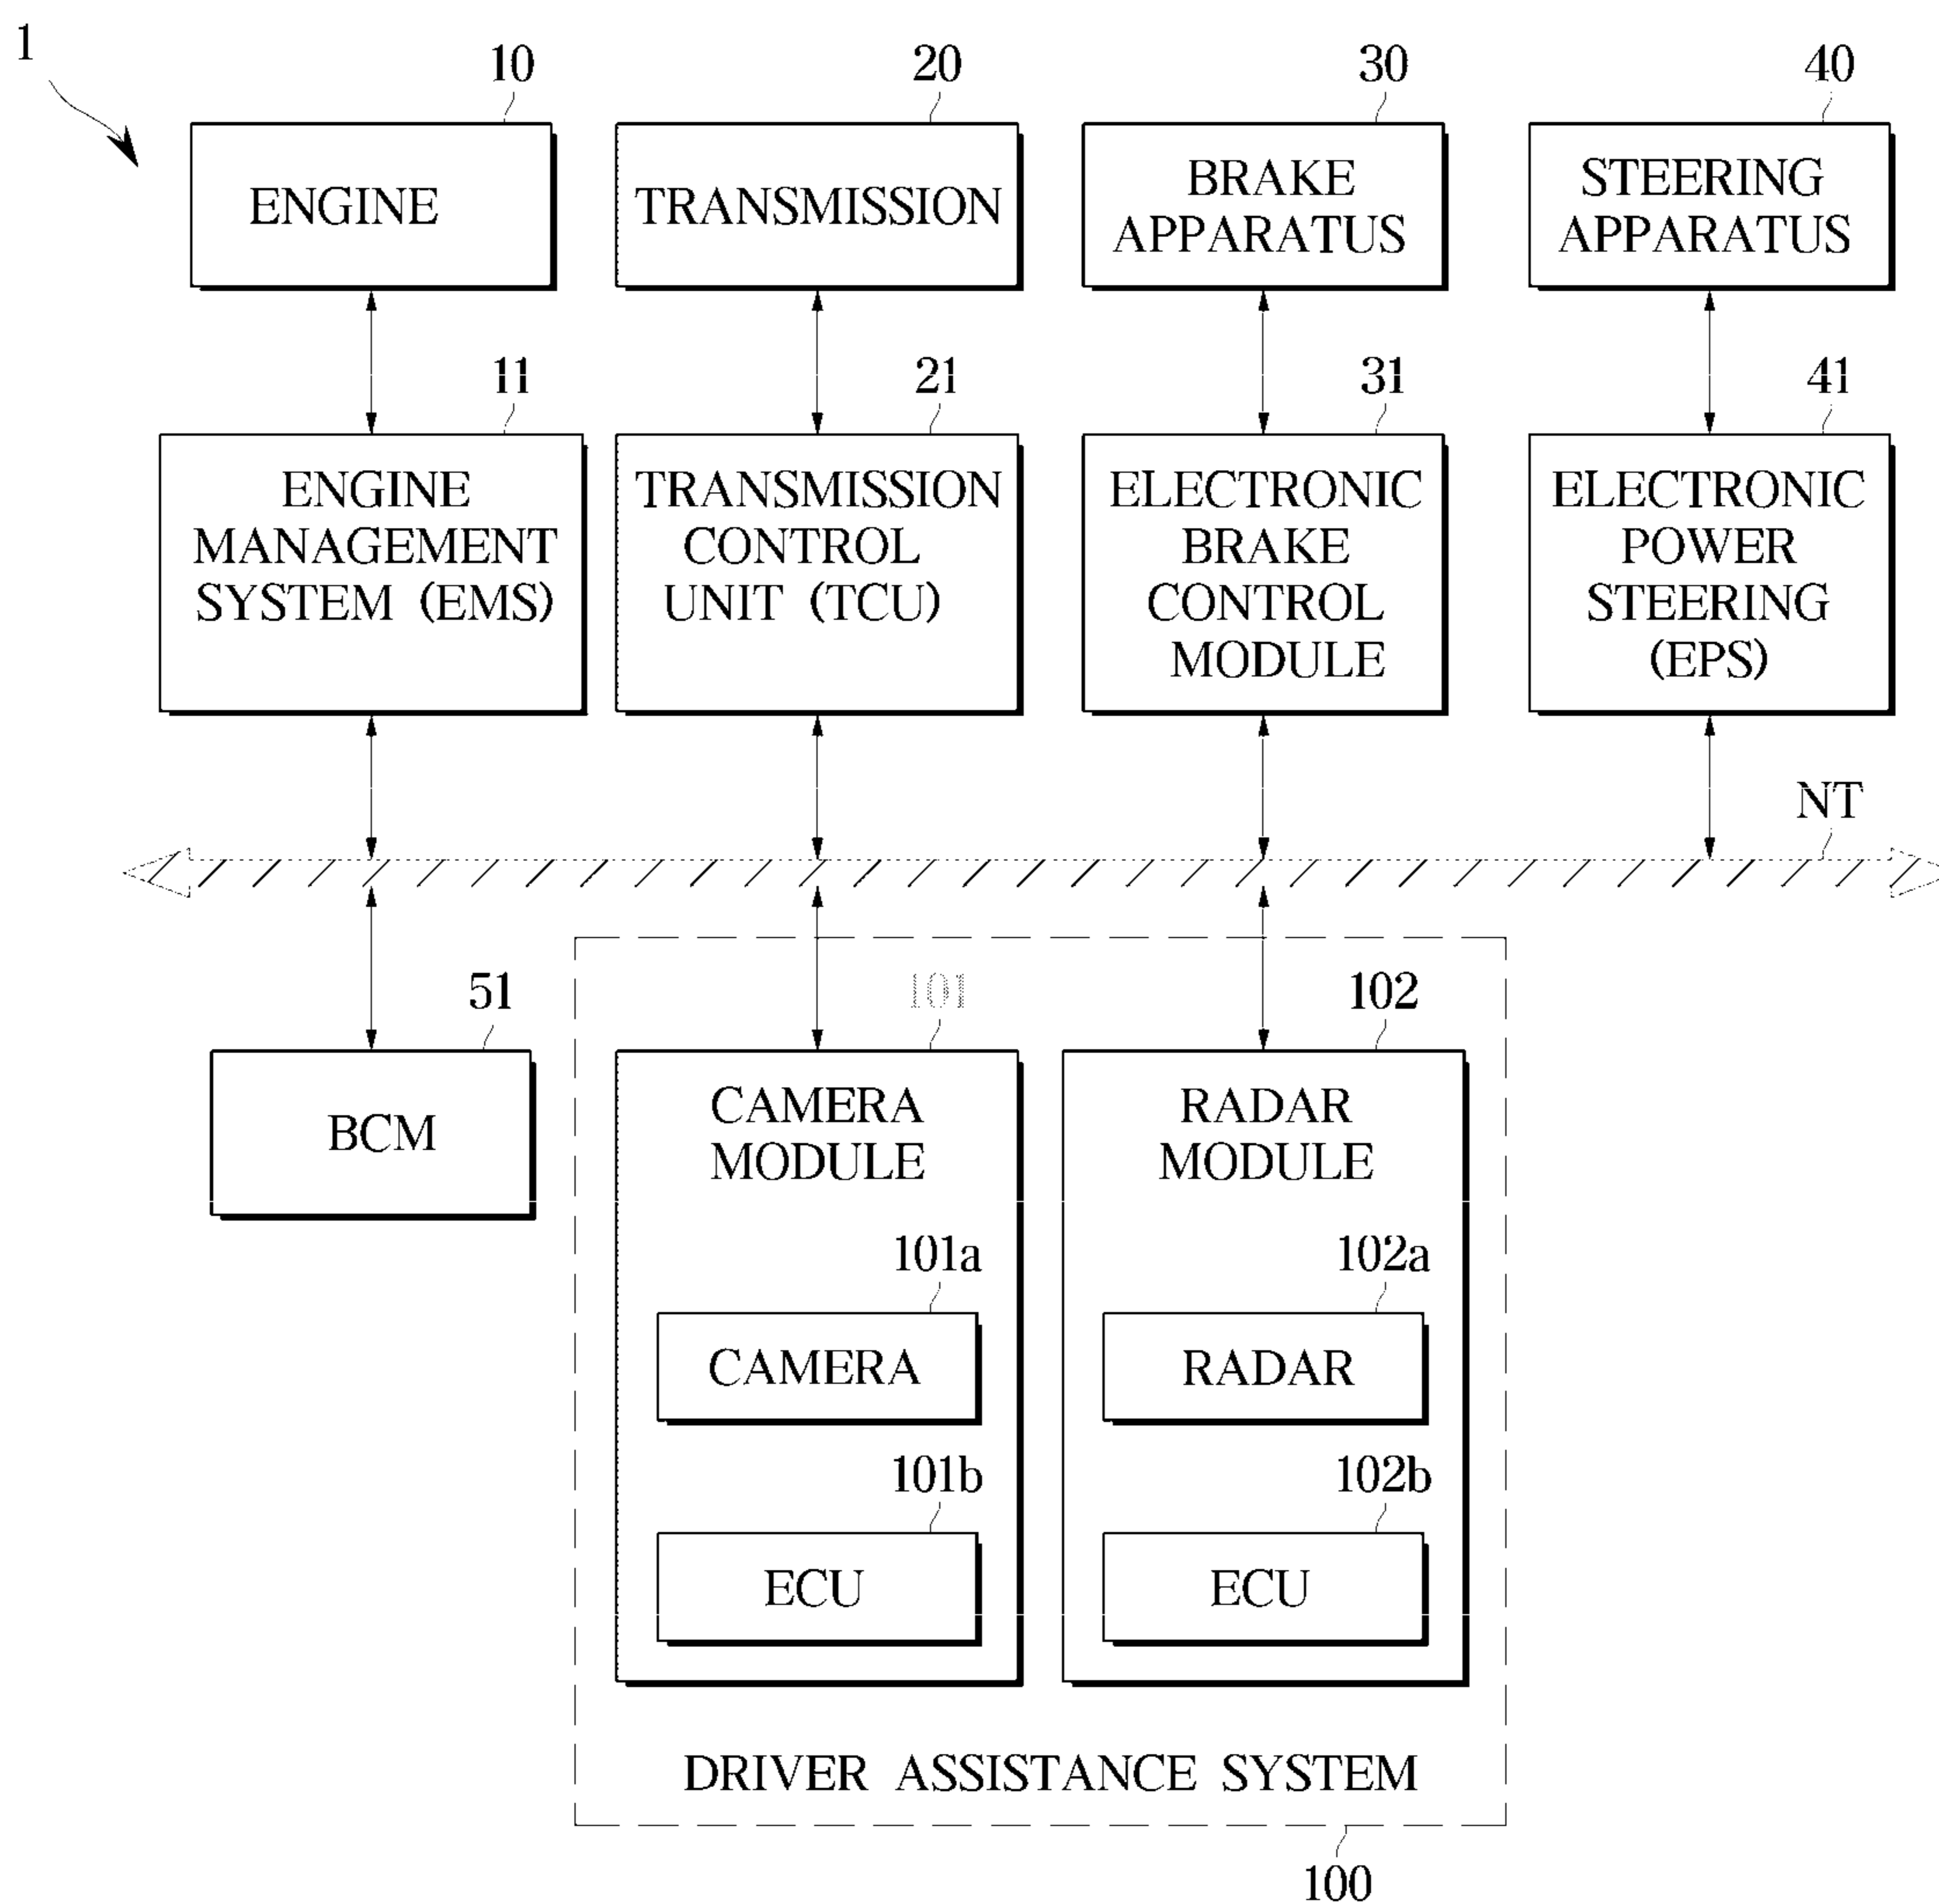 1
10
20
30
40
ENGINE
TRANSMISSION
BRAKE
APPARATUS
STEERING
APPARATUS
11
21
31
41
ENGINE
MANAGEMENT
SYSTEM (EMS)
TRANSMISSION
CONTROL
UNIT (TCU)
ELECTRONIC
BRAKE
CONTROL
MODULE
ELECTRONIC
POWER
STEERING
(EPS)
NT
51
101
102
BCM
CAMERA
MODULE
RADAR
MODULE
101a
102a
CAMERA
RADAR
101b
102b
ECU
ECU
DRIVER ASSISTANCE SYSTEM
100